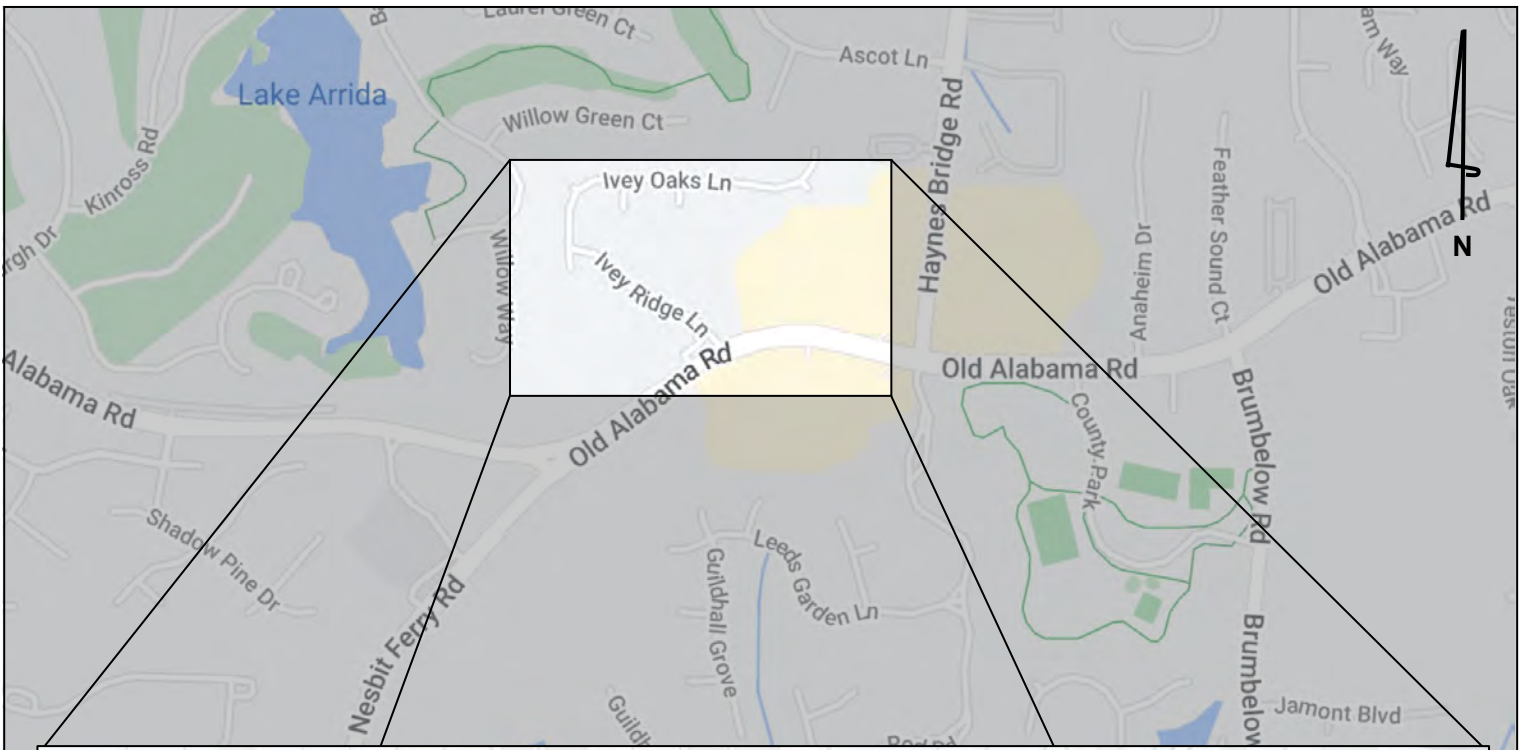 Laurel Green Ct
Ascot Ln
Lake Arrida
Willow Green Ct
Haynes Bridge Rd
Kinross Rd
Ivey Oaks Ln
Feather Sound Ct
Old Alabama Rd
N
Willow Way
Ivey Ridge Ln
Anaheim Dr
Old Alabama Rd
Alabama Rd
Old Alabama Rd
County Park
Brumbelow Rd
Shadow Pine Dr
Leeds Garden Ln
Guildhall Grove
Nesbit Ferry Rd
Brumbelow
Jamont Blvd